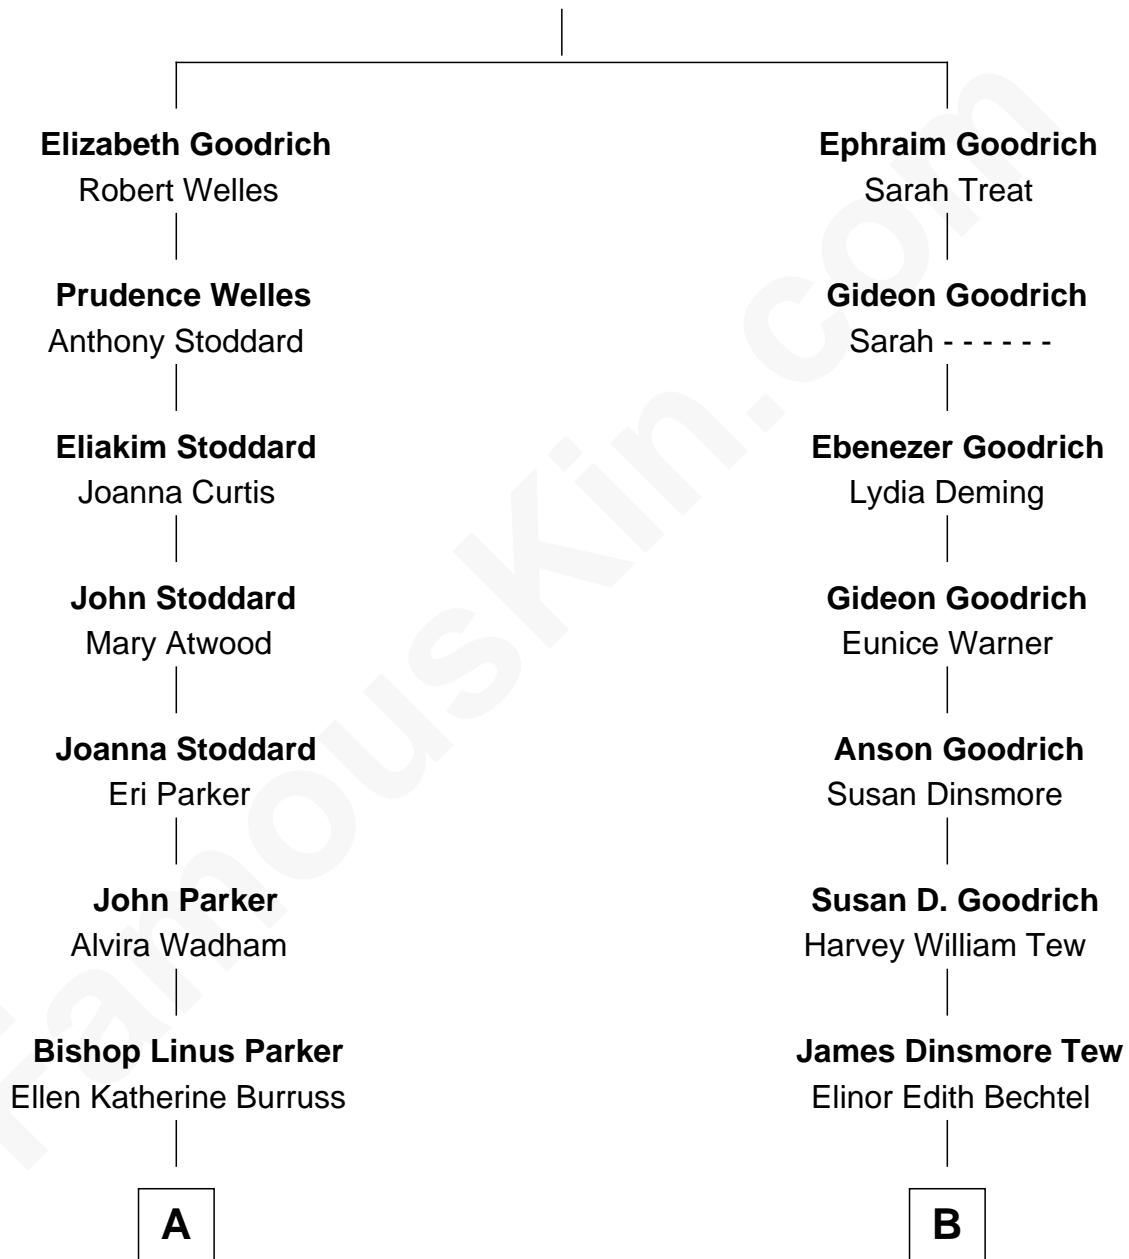 Elizabeth Goodrich
Robert Welles
Prudence Welles
Anthony Stoddard
Eliakim Stoddard
Joanna Curtis
John Stoddard
Mary Atwood
Joanna Stoddard
Eri Parker
John Parker
Alvira Wadham
Bishop Linus Parker
Ellen Katherine Burruss
A
Ephraim Goodrich
Sarah Treat
Gideon Goodrich
Sarah - - - - - -
Ebenezer Goodrich
Lydia Deming
Gideon Goodrich
Eunice Warner
Anson Goodrich
Susan Dinsmore
Susan D. Goodrich
Harvey William Tew
James Dinsmore Tew
Elinor Edith Bechtel
B
FamousKin.com